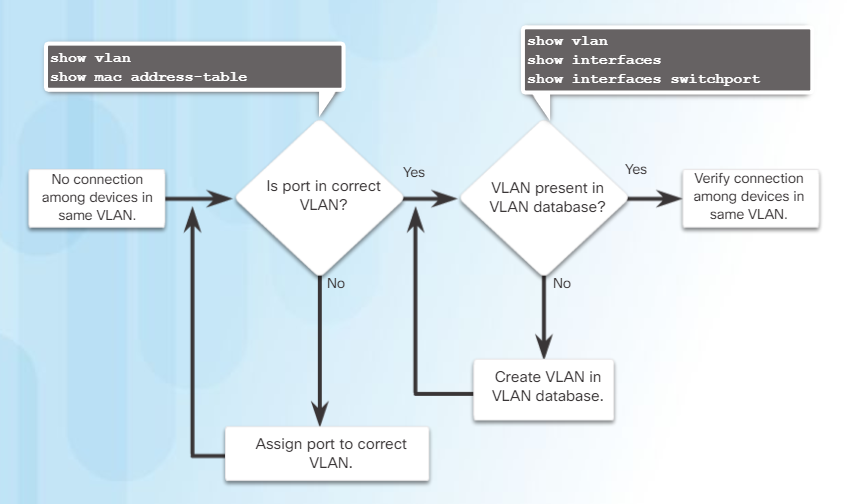 show vlan
show mac address-table
show vlan
show interfaces
show interfaces switchport
No connection
among devices in
same VLAN.
Is port in correct
VLAN?
Yes
VLAN present in
VLAN database?
Yes
Verify connection
among devices in
same VLAN.
No
No
Create VLAN in
VLAN database.
Assign port to correct
VLAN.